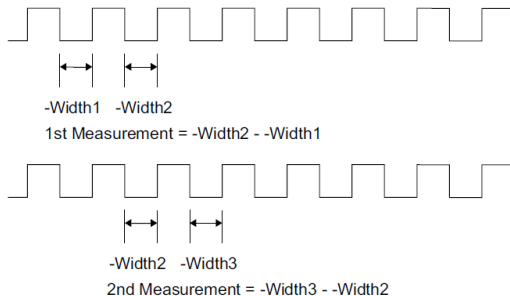 -Width1 -Width2
1st Measurement = -Width2 - -Width1
-Width2 -Width3
2nd Measurement = -Width3 - -Width2